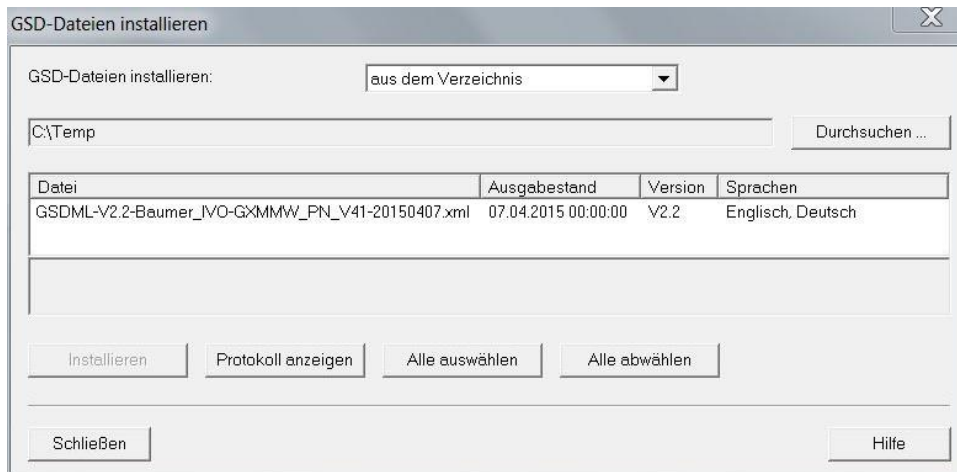 GSD-Dateien installieren
GSD-Dateien installieren: aus dem Verzeichnis
C:\Temp Durchsuchen ...
Datei Ausgabestand Version Sprachen
GSDML-V2.2-Baumer_IVO-GXMMW_PN_V41-20150407.xml 07.04.2015 00:00:00 V2.2 Englisch, Deutsch
Installieren Protokoll anzeigen Alle auswählen Alle abwählen
Schließen Hilfe